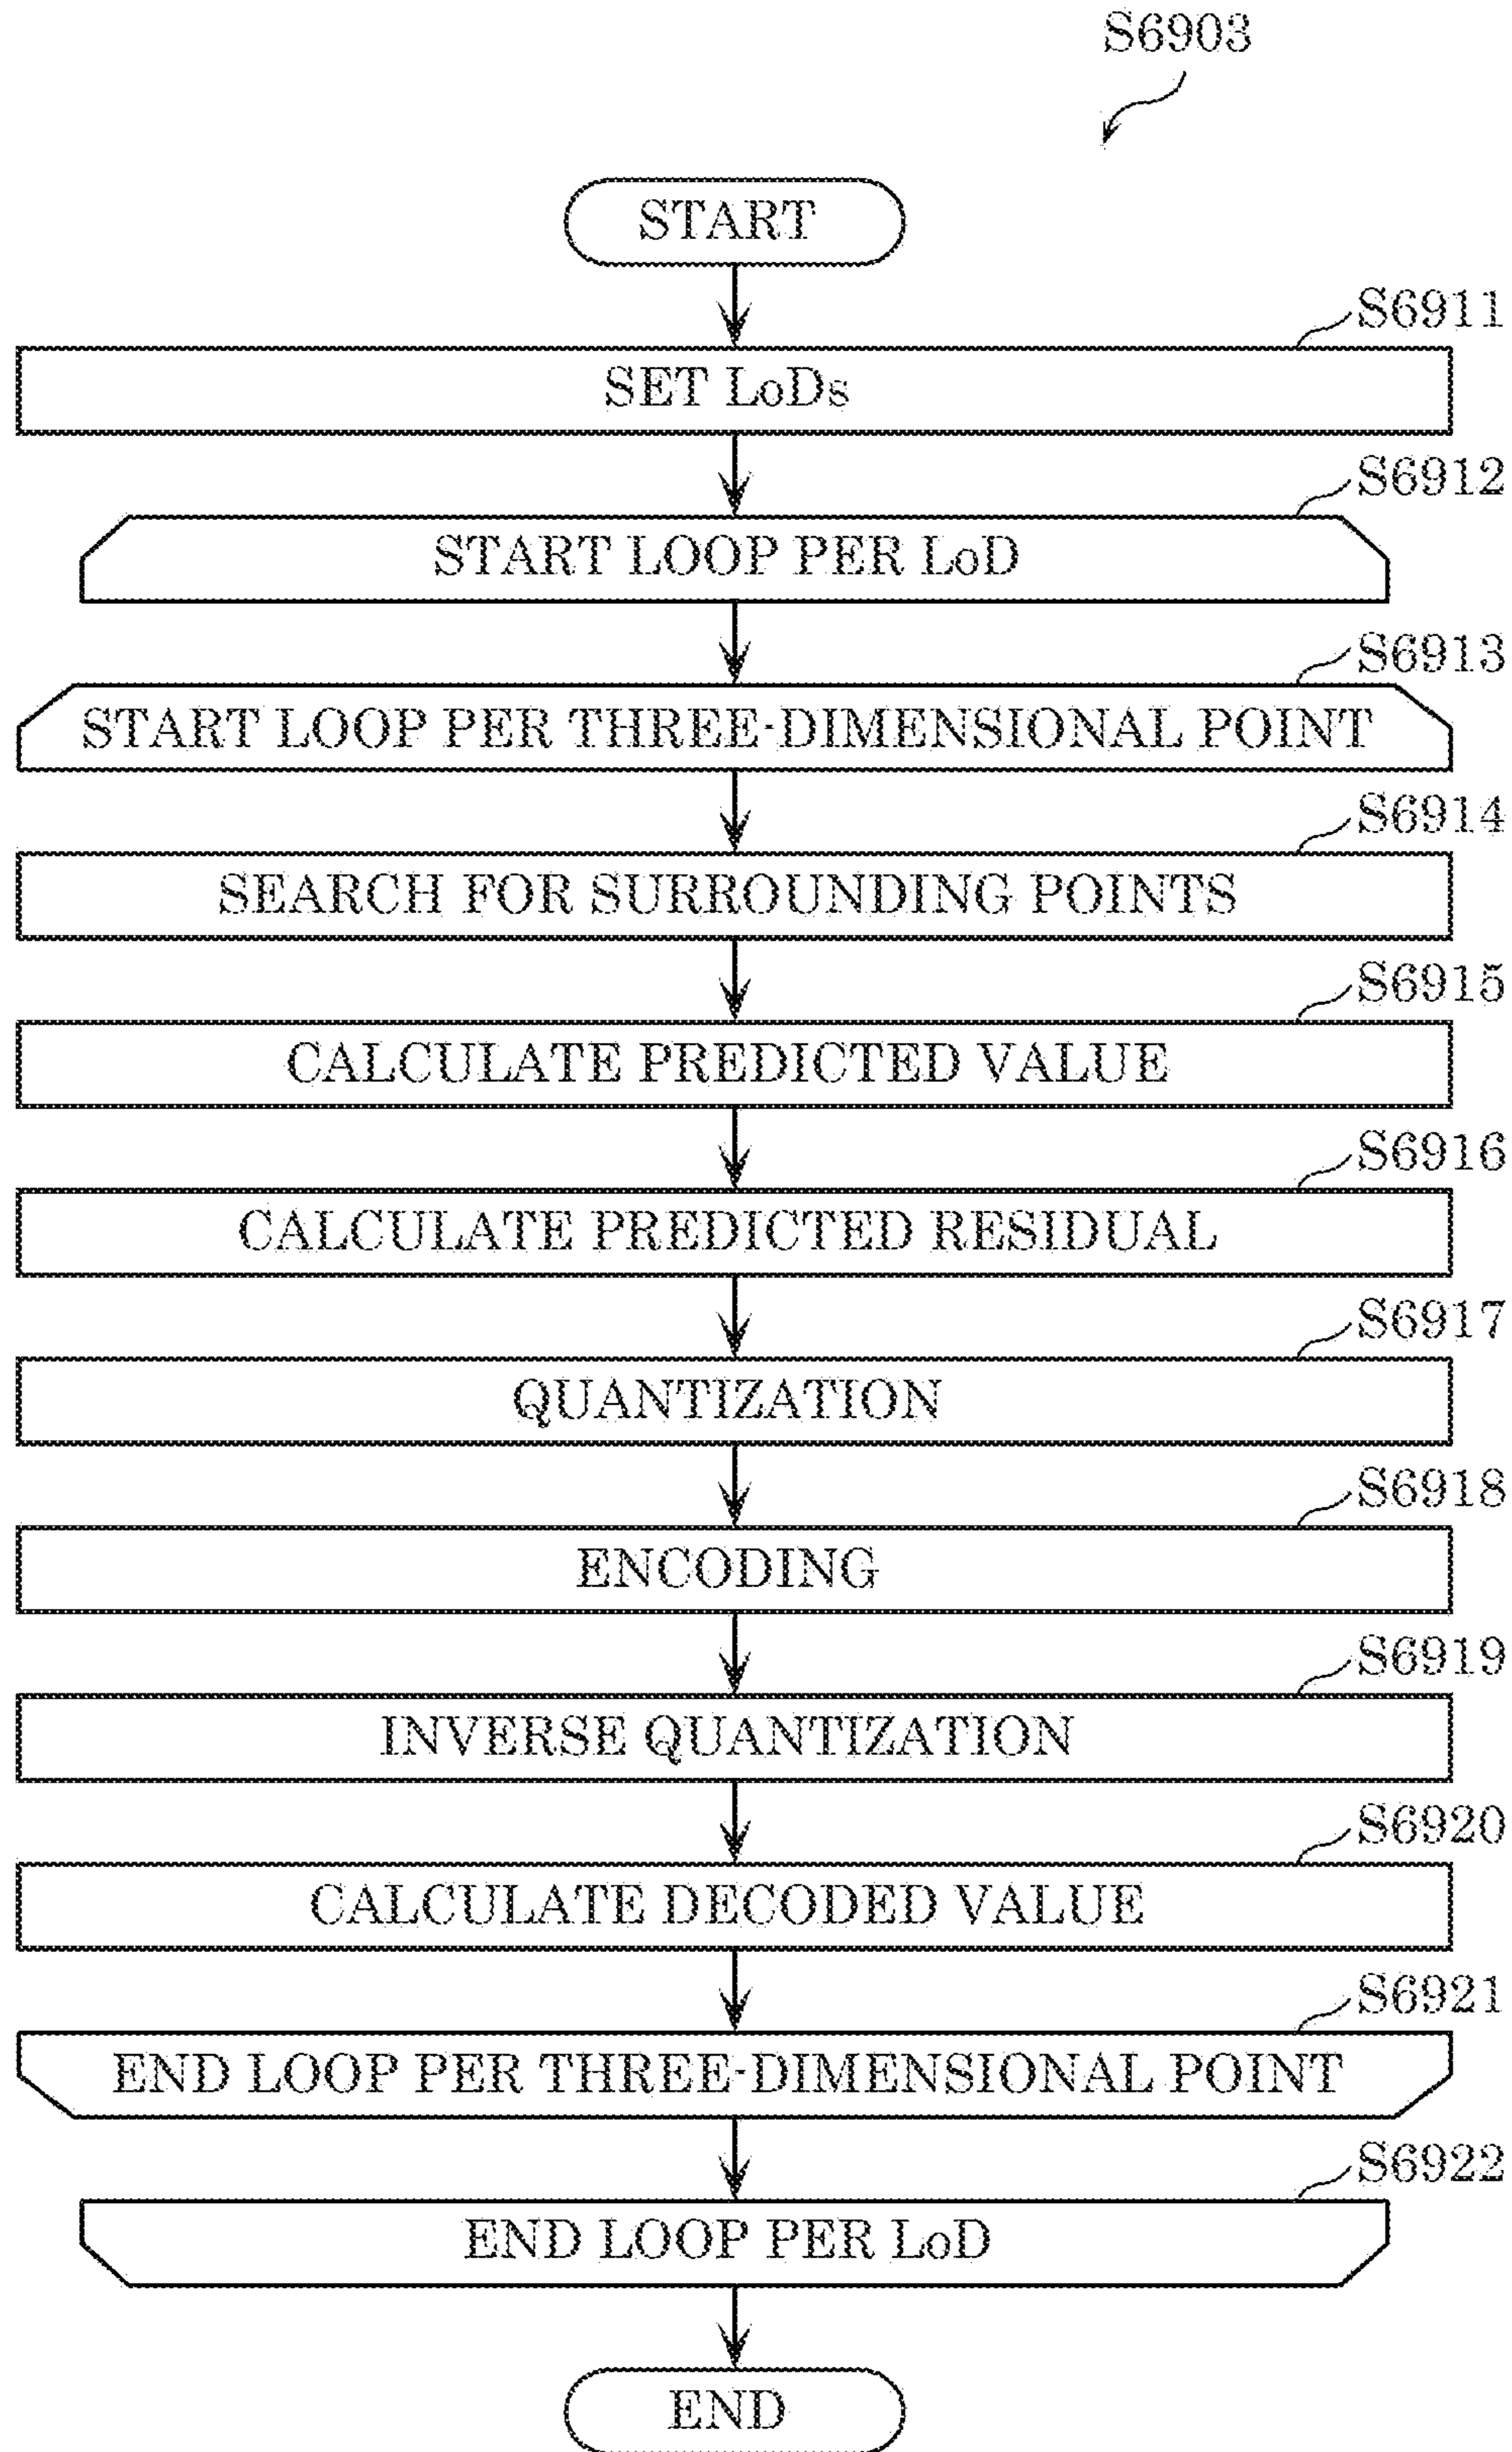 S6903
START
S6911
SET LoDs
S6912
START LOOP PER LoD
S6913
START LOOP PER THREE-DIMENSIONAL POINT
S6914
SEARCH FOR SURROUNDING POINTS
S6915
CALCULATE PREDICTED VALUE
S6916
CALCULATE PREDICTED RESIDUAL
S6917
QUANTIZATION
S6918
ENCODING
S6919
INVERSE QUANTIZATION
S6920
CALCULATE DECODED VALUE
S6921
END LOOP PER THREE-DIMENSIONAL POINT
S6922
END LOOP PER LoD
END